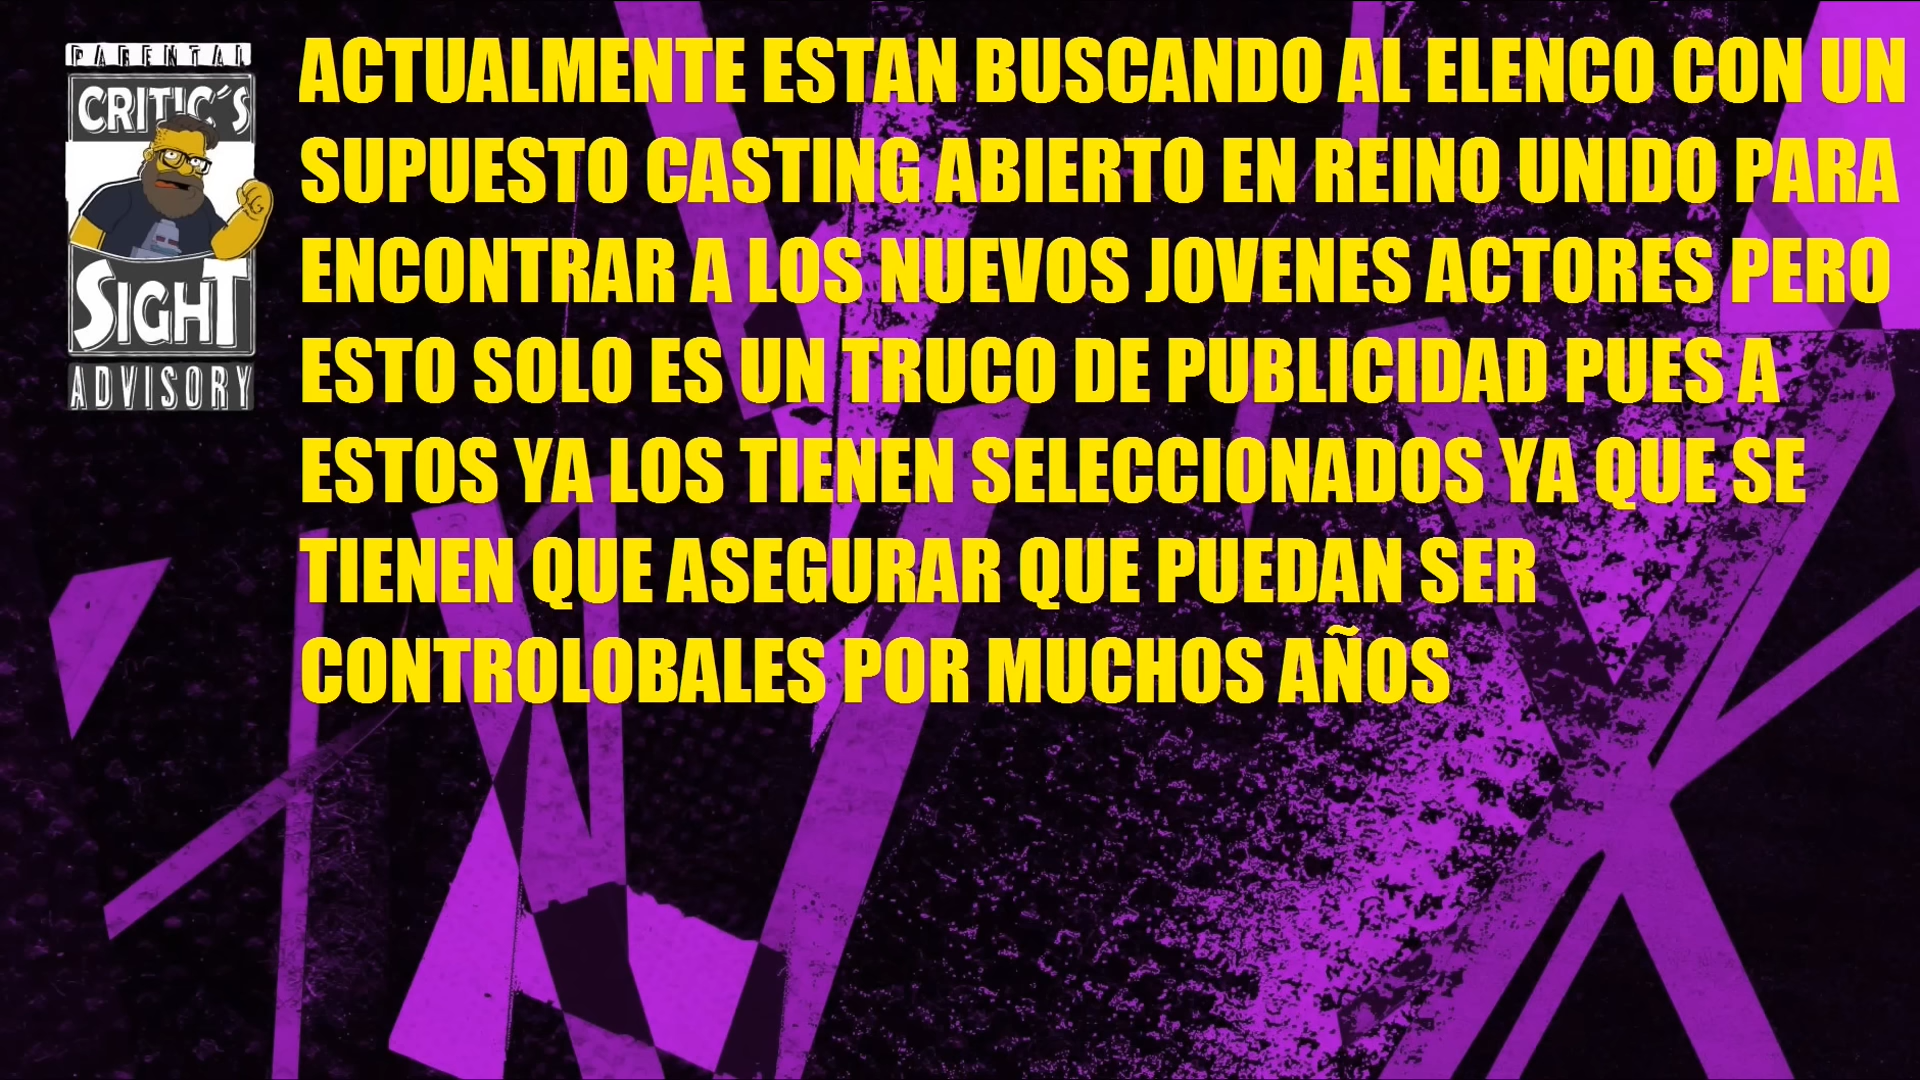 PARENTAL
CRITIC´S
SIGHT
ADVISORY
ACTUALMENTE ESTAN BUSCANDO AL ELENCO CON UN
SUPUESTO CASTING ABIERTO EN REINO UNIDO PARA
ENCONTRAR A LOS NUEVOS JOVENES ACTORES PERO
ESTO SOLO ES UN TRUCO DE PUBLICIDAD PUES A
ESTOS YA LOS TIENEN SELECCIONADOS YA QUE SE
TIENEN QUE ASEGURAR QUE PUEDAN SER
CONTROLOBALES POR MUCHOS AÑOS